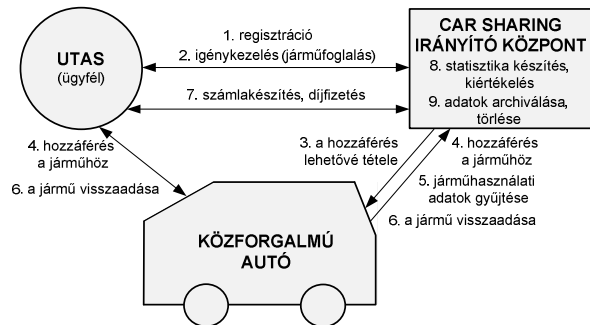 UTAS
(ügyfél)
1. regisztráció
2. igénykezelés (járműfoglalás)
7. számlakészítés, díjfizetés
CAR SHARING
IRÁNYÍTÓ KÖZPONT
8. statisztika készítés,
kiértékelés
9. adatok archiválása,
törlése
4. hozzáférés
a járműhöz
6. a jármű visszaadása
3. a hozzáférés
lehetővé tétele
4. hozzáférés
a járműhöz
5. járműhasználati
adatok gyűjtése
6. a jármű visszaadása
KÖZFORGALMÚ
AUTÓ